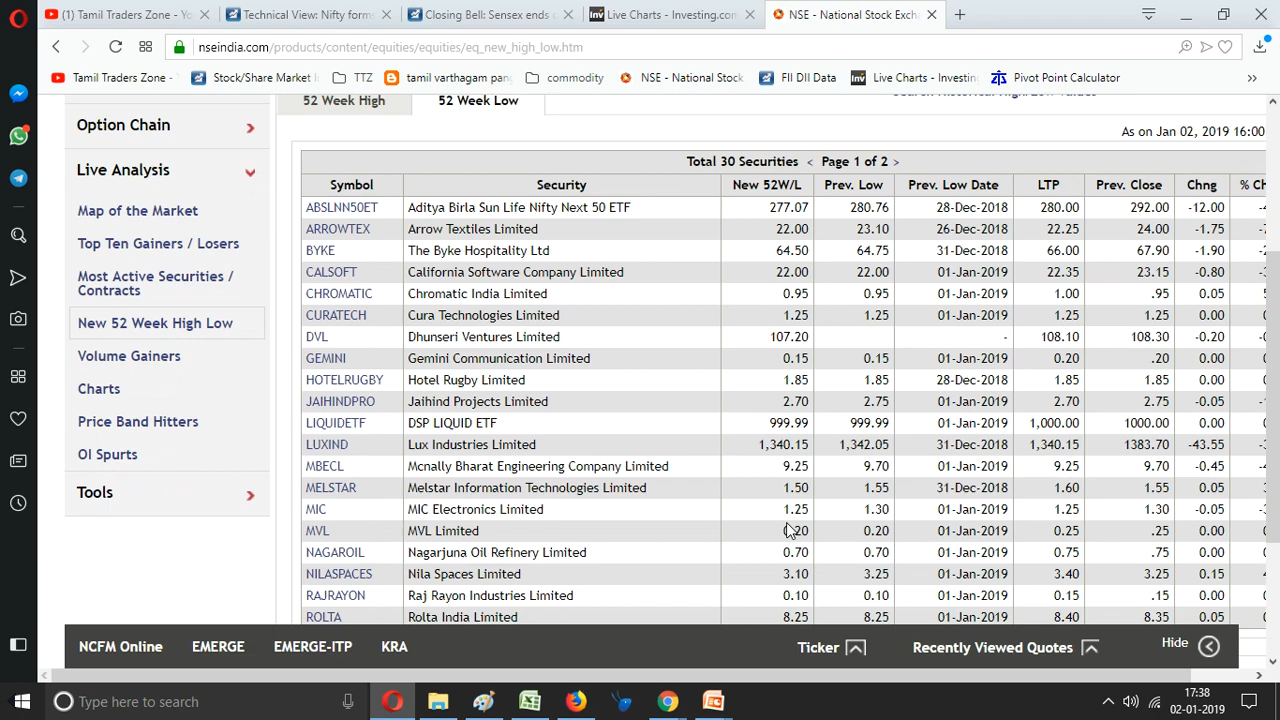 Tamil Traders Zone - (Yo
Technical View: Nifty form
Closing Bell: Sensex ends c
Live Charts - Investing.com
NSE - National Stock Exch
nseindia.com/products/content/equities/equities/eq_new_high_low.htm
Tamil Traders Zone -
Stock/Share Market I
TTZ
tamil varthagam pan
commodity
NSE - National Stock
FII DII Data
Live Charts - Investin
Pivot Point Calculator
52 Week High
52 Week Low
As on Jan 02, 2019 16:00
Option Chain
Live Analysis
Map of the Market
Top Ten Gainers / Losers
Most Active Securities /
Contracts
New 52 Week High Low
Volume Gainers
Charts
Price Band Hitters
OI Spurts
Tools
Total 30 Securities < Page 1 of 2 >
Symbol Security New 52W/L Prev. Low Prev. Low Date LTP Prev. Close Chng % Ch
ABSLNN50ET Aditya Birla Sun Life Nifty Next 50 ETF 277.07 280.76 28-Dec-2018 280.00 292.00 -12.00 -4
ARROWTEX Arrow Textiles Limited 22.00 23.10 26-Dec-2018 22.25 24.00 -1.75 -7
BYKE The Byke Hospitality Ltd 64.50 64.75 31-Dec-2018 66.00 67.90 -1.90 -2
CALSOFT California Software Company Limited 22.00 22.00 01-Jan-2019 22.35 23.15 -0.80 -3
CHROMATIC Chromatic India Limited 0.95 0.95 01-Jan-2019 1.00 .95 0.05 5
CURATECH Cura Technologies Limited 1.25 1.25 01-Jan-2019 1.25 1.25 0.00 0
DVL Dhunseri Ventures Limited 107.20 - 108.10 108.30 -0.20 -0
GEMINI Gemini Communication Limited 0.15 0.15 01-Jan-2019 0.20 .20 0.00 0
HOTELRUGBY Hotel Rugby Limited 1.85 1.85 28-Dec-2018 1.85 1.85 0.00 0
JAIHINDPRO Jaihind Projects Limited 2.70 2.75 01-Jan-2019 2.70 2.75 -0.05 -1
LIQUIDETF DSP LIQUID ETF 999.99 999.99 01-Jan-2019 1,000.00 1000.00 0.00 0
LUXIND Lux Industries Limited 1,340.15 1,342.05 31-Dec-2018 1,340.15 1383.70 -43.55 -3
MBECL Mcnally Bharat Engineering Company Limited 9.25 9.70 01-Jan-2019 9.25 9.70 -0.45 -4
MELSTAR Melstar Information Technologies Limited 1.50 1.55 31-Dec-2018 1.60 1.55 0.05 3
MIC MIC Electronics Limited 1.25 1.30 01-Jan-2019 1.25 1.30 -0.05 -3
MVL MVL Limited 0.20 0.20 01-Jan-2019 0.25 .25 0.00 0
NAGAROIL Nagarjuna Oil Refinery Limited 0.70 0.70 01-Jan-2019 0.75 .75 0.00 0
NILASPACES Nila Spaces Limited 3.10 3.25 01-Jan-2019 3.40 3.25 0.15 4
RAJRAYON Raj Rayon Industries Limited 0.10 0.10 01-Jan-2019 0.15 .15 0.00 0
ROLTA Rolta India Limited 8.25 8.25 01-Jan-2019 8.40 8.35 0.05 0
NCFM Online
EMERGE
EMERGE-ITP
KRA
Ticker
Recently Viewed Quotes
Hide
Type here to search
17:38
02-01-2019